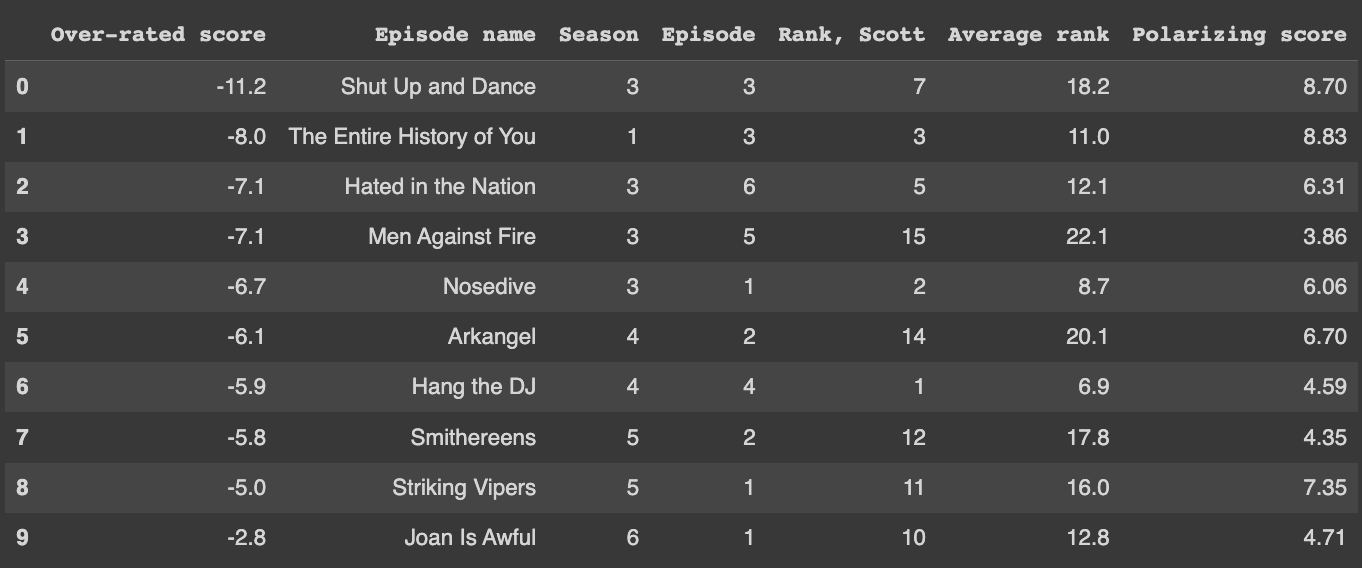 Over-rated score Episode name Season Episode Rank, Scott Average rank Polarizing score
0 -11.2 Shut Up and Dance 3 3 7 18.2 8.70
1 -8.0 The Entire History of You 1 3 3 11.0 8.83
2 -7.1 Hated in the Nation 3 6 5 12.1 6.31
3 -7.1 Men Against Fire 3 5 15 22.1 3.86
4 -6.7 Nosedive 3 1 2 8.7 6.06
5 -6.1 Arkangel 4 2 14 20.1 6.70
6 -5.9 Hang the DJ 4 4 1 6.9 4.59
7 -5.8 Smithereens 5 2 12 17.8 4.35
8 -5.0 Striking Vipers 5 1 11 16.0 7.35
9 -2.8 Joan Is Awful 6 1 10 12.8 4.71